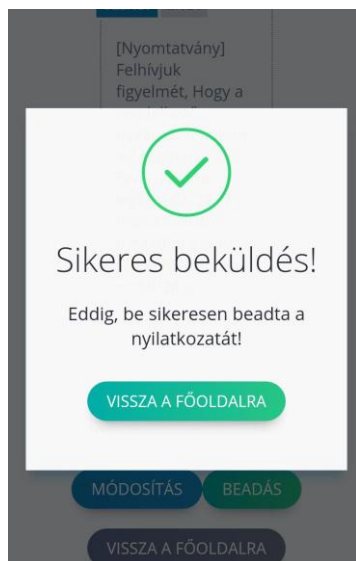 [Nyomtatvány]
Felhívjuk
figyelmét, Hogy a
Sikeres beküldés!
Eddig, be sikeresen beadta a
nyilatkozatát!
VISSZA A FŐOLDALRA
MÓDOSÍTÁS BEADÁS
VISSZA A FŐOLDALRA